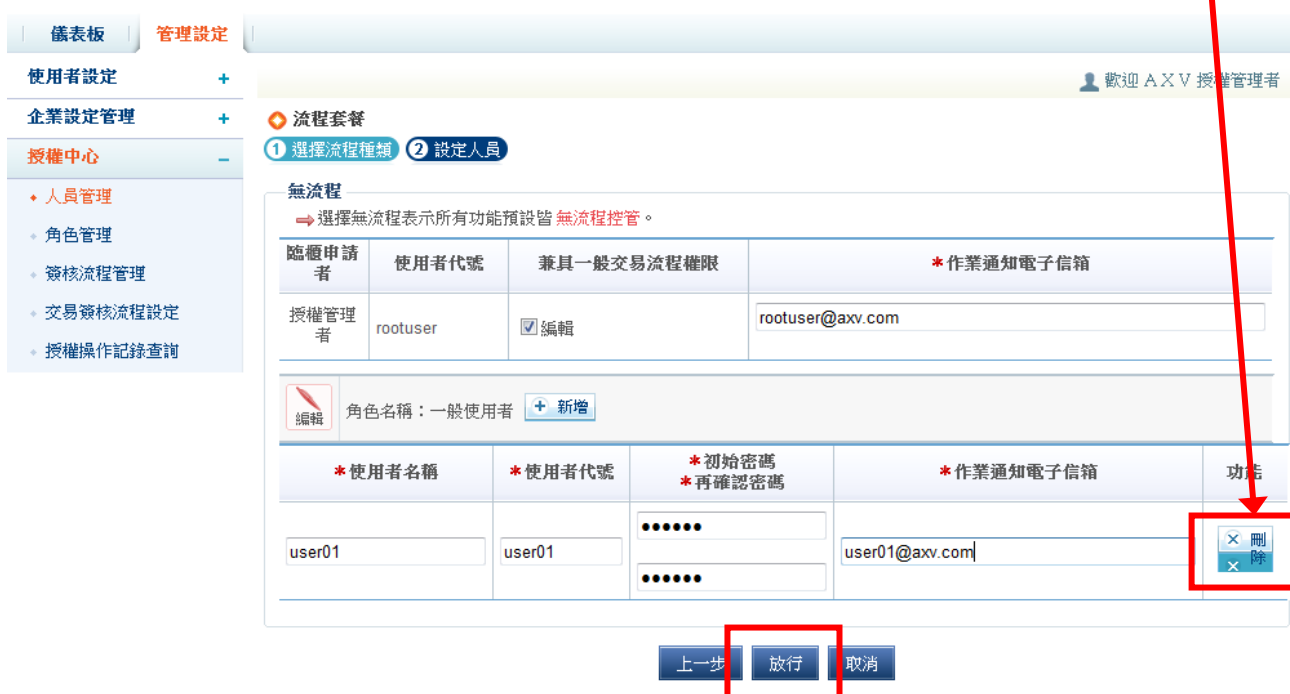 儀表板
管理設定
使用者設定 +
歡迎 A X V 授權管理者
企業設定管理 +
授權中心 −
人員管理
角色管理
簽核流程管理
交易簽核流程設定
授權操作記錄查詢
流程套餐
1 選擇流程種類 2 設定人員
無流程
選擇無流程表示所有功能預設皆 無流程控管。
臨櫃申請
者
使用者代號
兼具一般交易流程權限
*作業通知電子信箱
授權管理
者
rootuser
編輯
rootuser@axv.com
編輯
角色名稱：一般使用者
+ 新增
*使用者名稱
*使用者代號
*初始密碼
*再確認密碼
*作業通知電子信箱
功能
user01
user01
••••••
••••••
user01@axv.com
刪
除
上一步
放行
取消